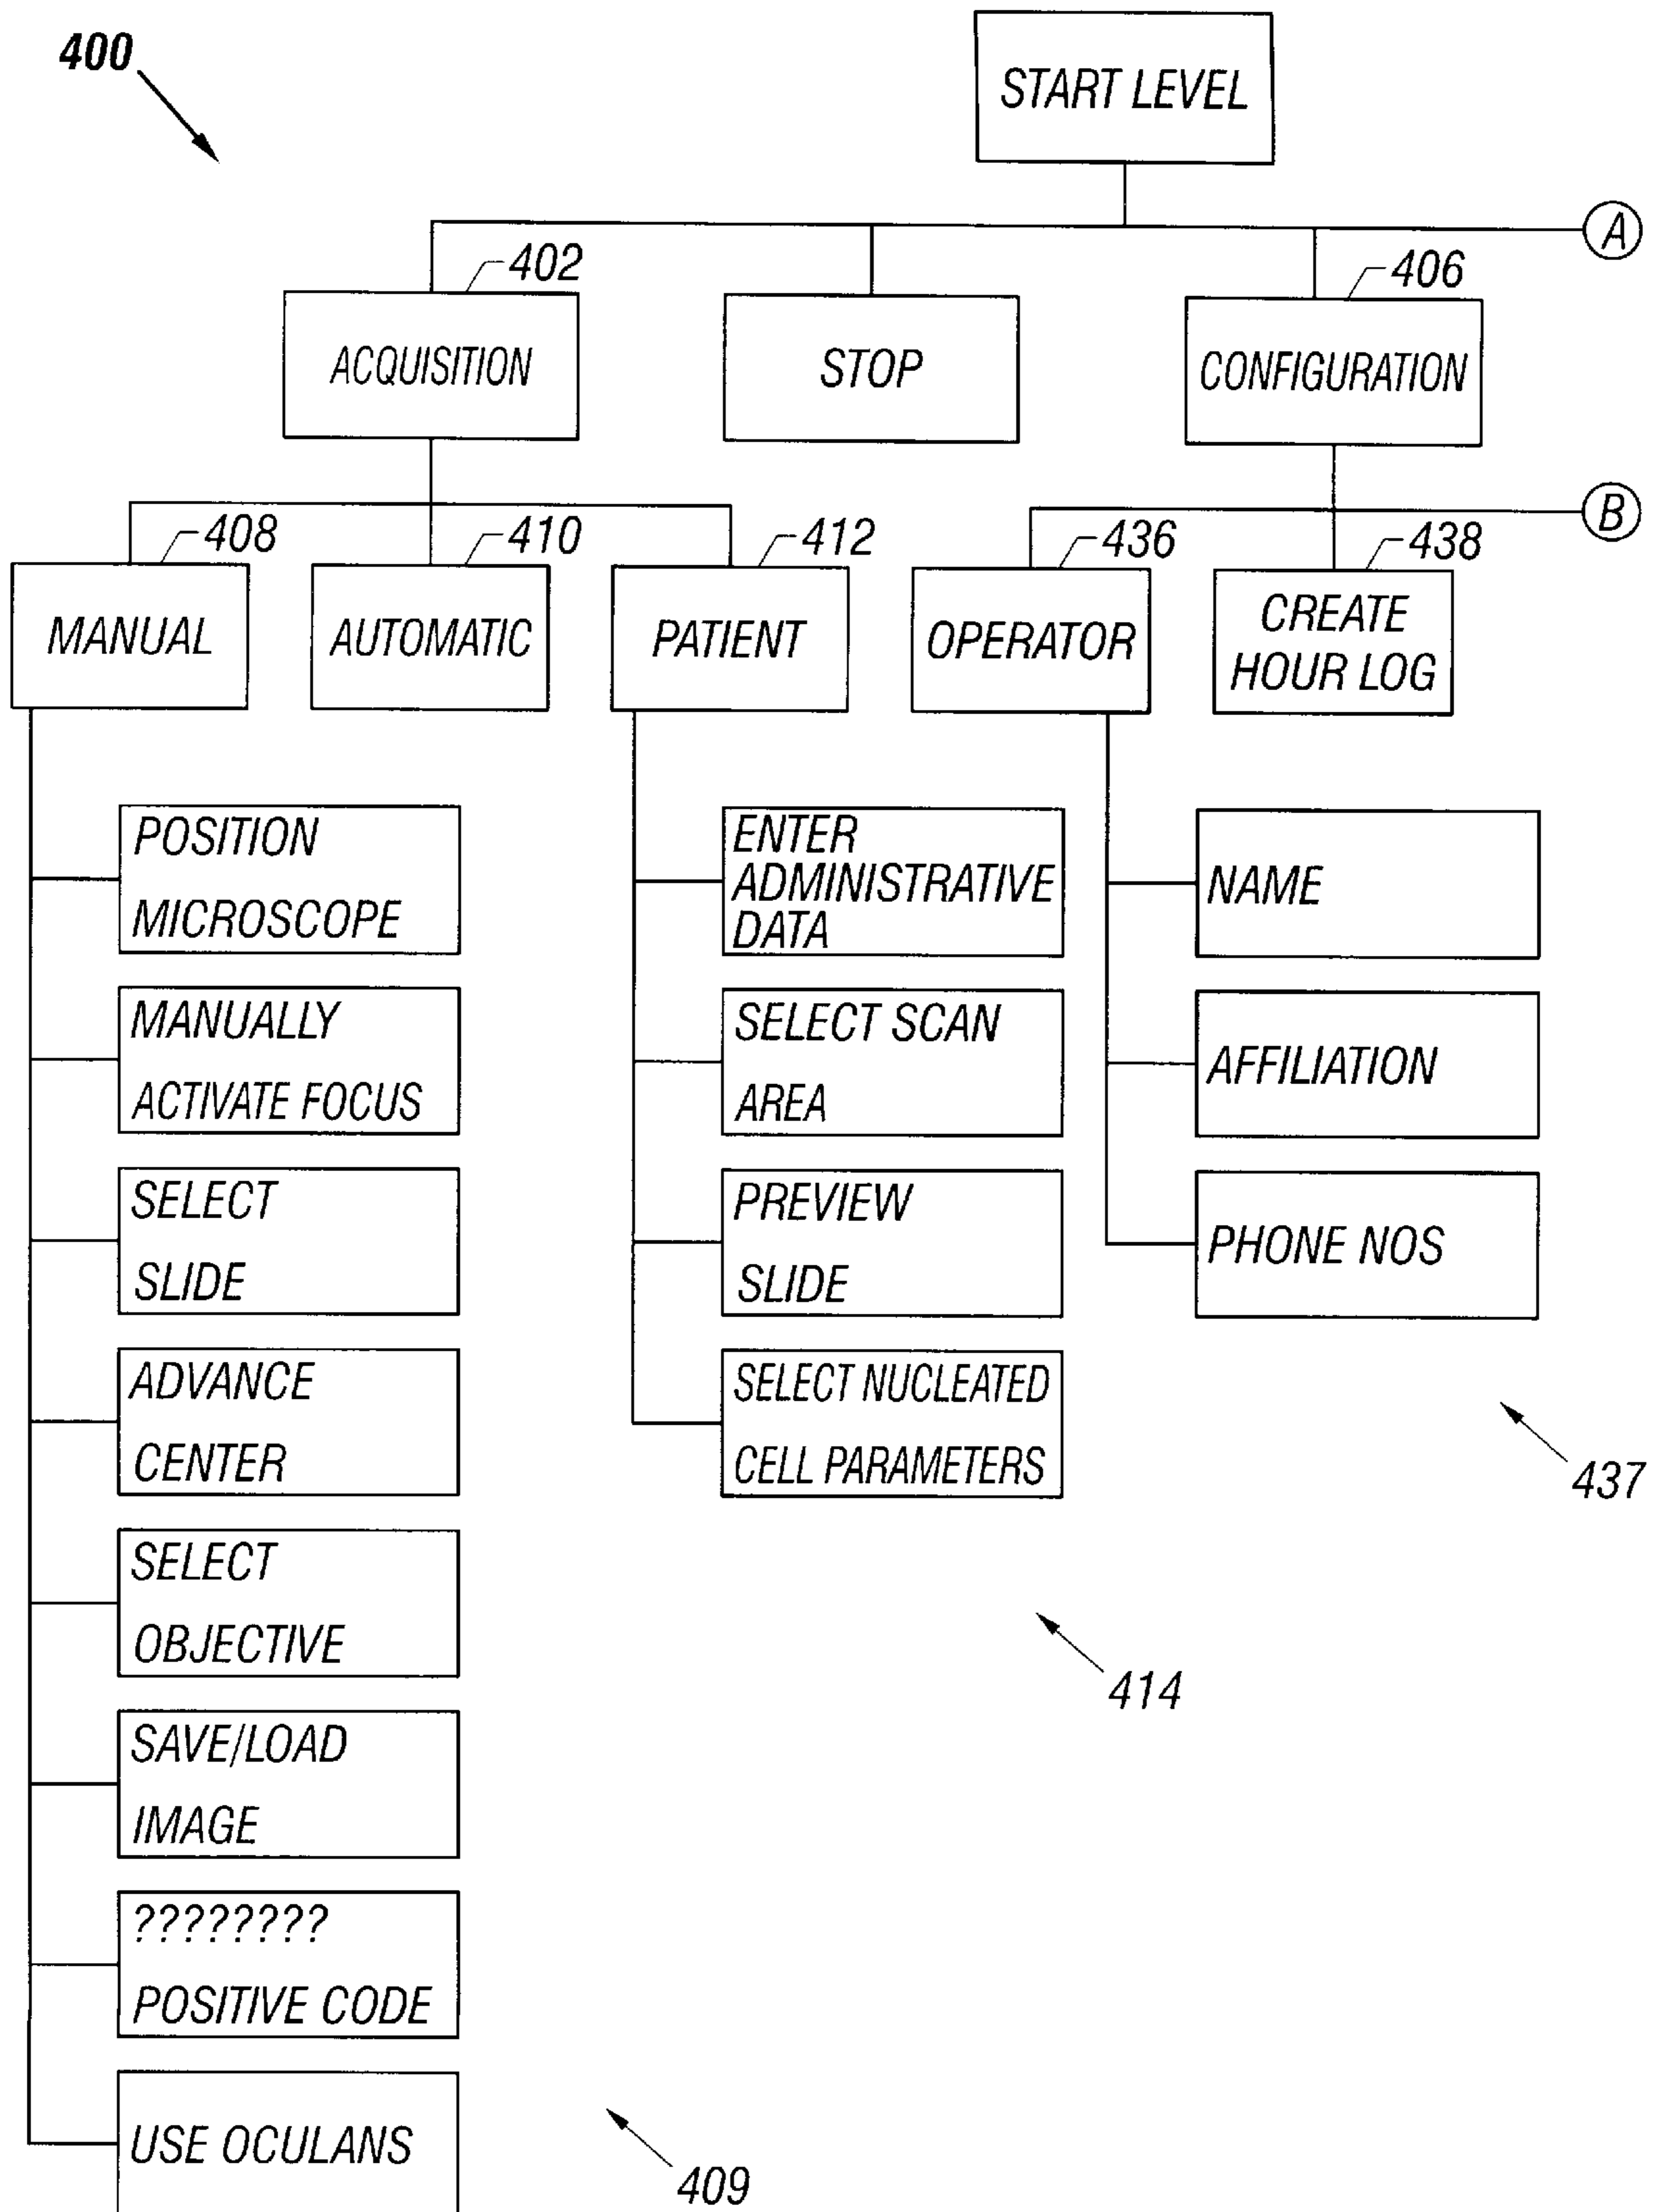 400
START LEVEL
A
402
406
ACQUISITION
STOP
CONFIGURATION
B
408
410
412
436
438
MANUAL
AUTOMATIC
PATIENT
OPERATOR
CREATE
HOUR LOG
POSITION
MICROSCOPE
MANUALLY
ACTIVATE FOCUS
SELECT
SLIDE
ADVANCE
CENTER
SELECT
OBJECTIVE
SAVE/LOAD
IMAGE
????????
POSITIVE CODE
USE OCULANS
409
ENTER
ADMINISTRATIVE
DATA
SELECT SCAN
AREA
PREVIEW
SLIDE
SELECT NUCLEATED
CELL PARAMETERS
414
NAME
AFFILIATION
PHONE NOS
437